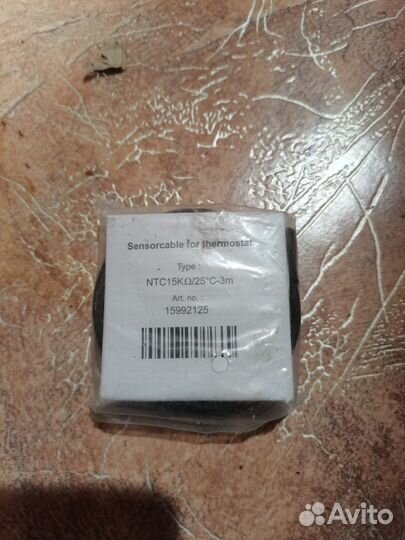 Sensorcable for thermostat
Type :
NTC15KΩ/25°C-3m
Art. no. :
15992125
Avito